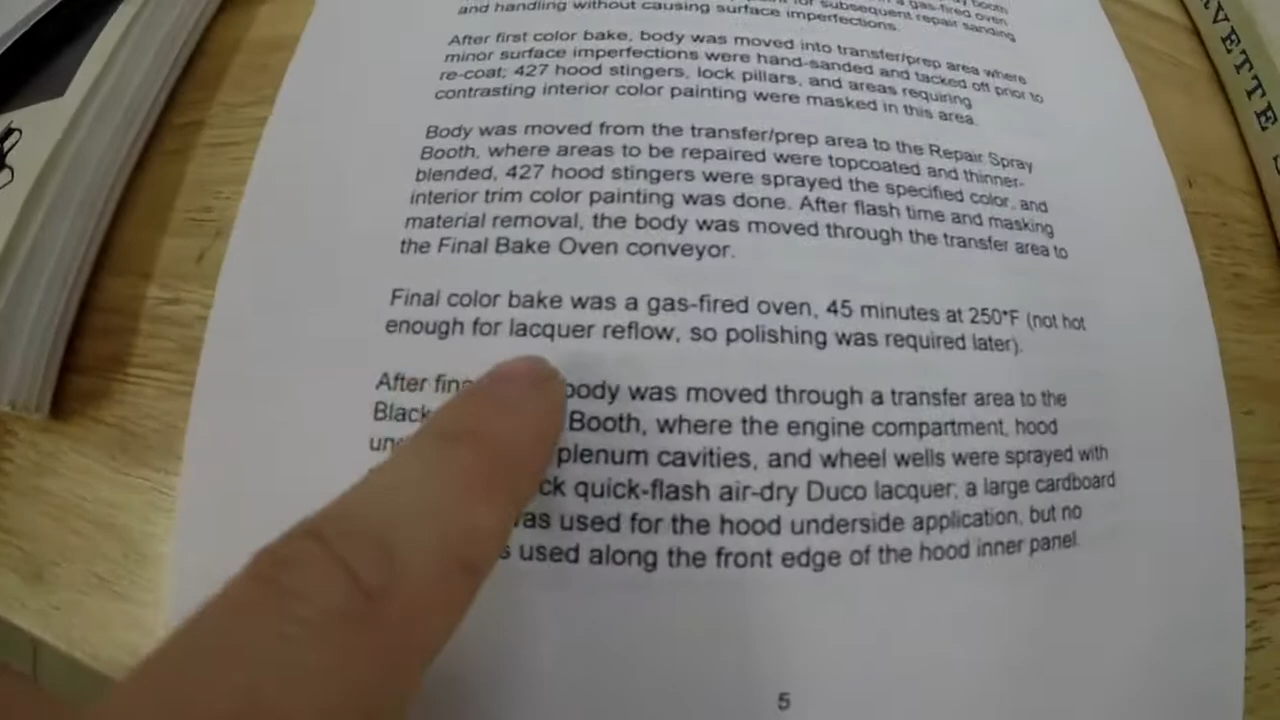 a gas-fired oven
for subsequent repair sanding
and handling without causing surface imperfections.
After first color bake, body was moved into transfer/prep area where
minor surface imperfections were hand-sanded and tacked off prior to
re-coat; 427 hood stingers, lock pillars, and areas requiring
contrasting interior color painting were masked in this area.
Body was moved from the transfer/prep area to the Repair Spray
Booth, where areas to be repaired were topcoated and thinner-
blended, 427 hood stingers were sprayed the specified color, and
interior trim color painting was done. After flash time and masking
material removal, the body was moved through the transfer area to
the Final Bake Oven conveyor.
Final color bake was a gas-fired oven, 45 minutes at 250°F (not hot
enough for lacquer reflow, so polishing was required later).
After body was moved through a transfer area to the
Black Booth, where the engine compartment, hood
plenum cavities, and wheel wells were sprayed with
quick-flash air-dry Duco lacquer; a large cardboard
was used for the hood underside application, but no
used along the front edge of the hood inner panel.
5
VETTE